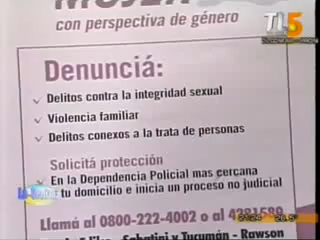 con perspectiva de género
TL5
Denunciá:
Delitos contra la integridad sexual
Violencia familiar
Delitos conexos a la trata de personas
Solicitá protección
En la Dependencia Policial mas cercana
tu domicilio e inicia un proceso no judicial
Llamá al 0800-222-4002 o al 4281589
Sabatini y Tucumán - Rawson